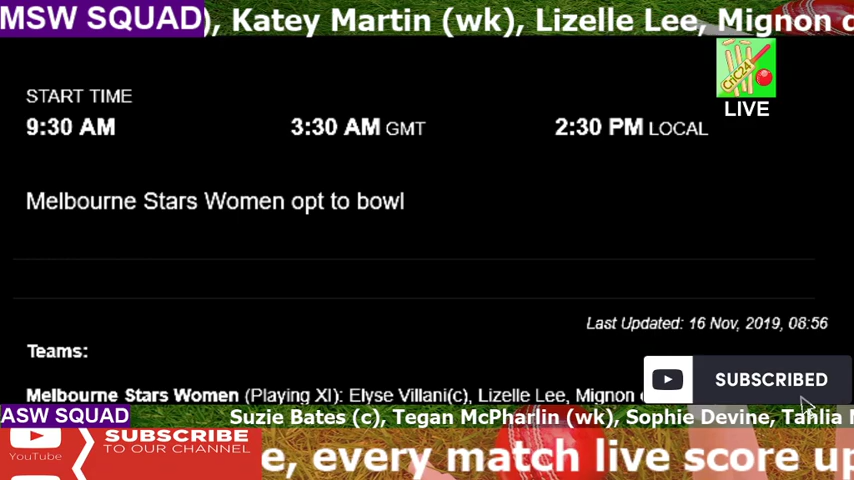 MSW SQUAD), Katey Martin (wk), Lizelle Lee, Mignon
CriC24
LIVE
START TIME
9:30 AM 3:30 AM GMT 2:30 PM LOCAL
Melbourne Stars Women opt to bowl
Last Updated: 16 Nov, 2019, 08:56
Teams:
SUBSCRIBED
Melbourne Stars Women (Playing XI): Elyse Villani(c), Lizelle Lee, Mignon
ASW SQUAD Suzie Bates (c), Tegan McPharlin (wk), Sophie Devine, Tahlia
SUBSCRIBE
TO OUR CHANNEL
YouTube
e, every match live score up